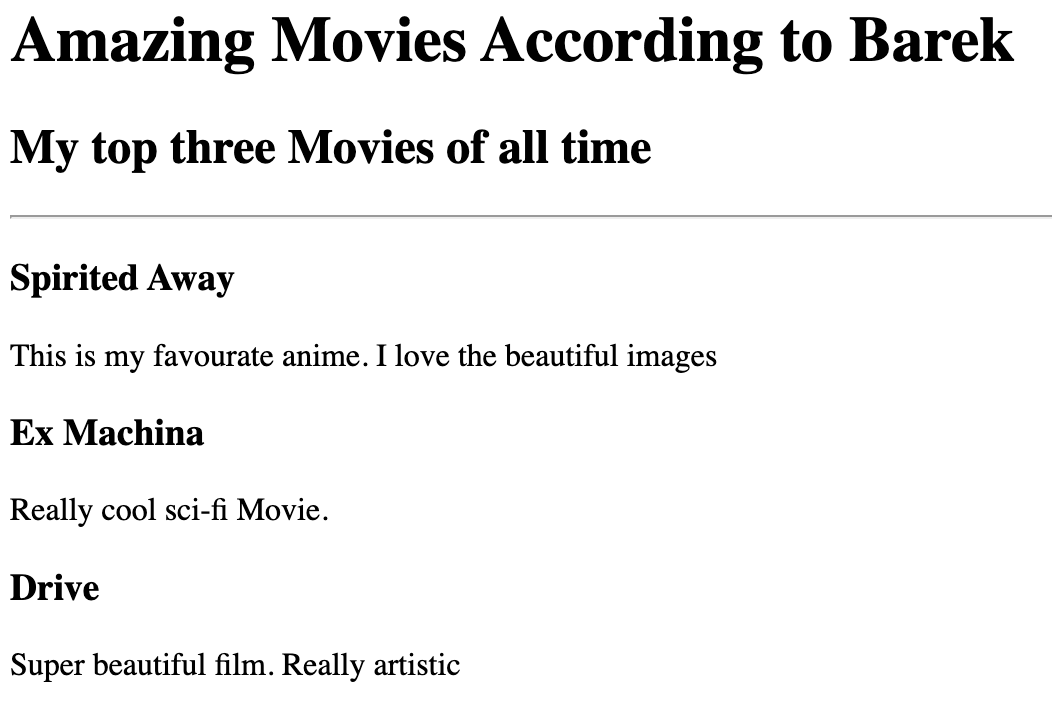 Amazing Movies According to Barek
My top three Movies of all time
Spirited Away
This is my favourate anime. I love the beautiful images
Ex Machina
Really cool sci-fi Movie.
Drive
Super beautiful film. Really artistic